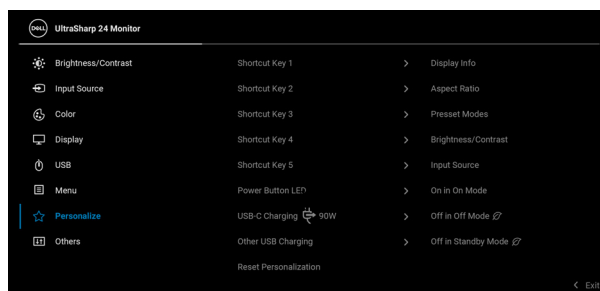 DELL UltraSharp 24 Monitor
Brightness/Contrast Shortcut Key 1 > Display Info
Input Source Shortcut Key 2 > Aspect Ratio
Color Shortcut Key 3 > Presset Modes
Display Shortcut Key 4 > Brightness/Contrast
USB Shortcut Key 5 > Input Source
Menu Power Button LED > On in On Mode
Personalize USB-C Charging 90W > Off in Off Mode
Others Other USB Charging > Off in Standby Mode
Reset Personalization
< Exit